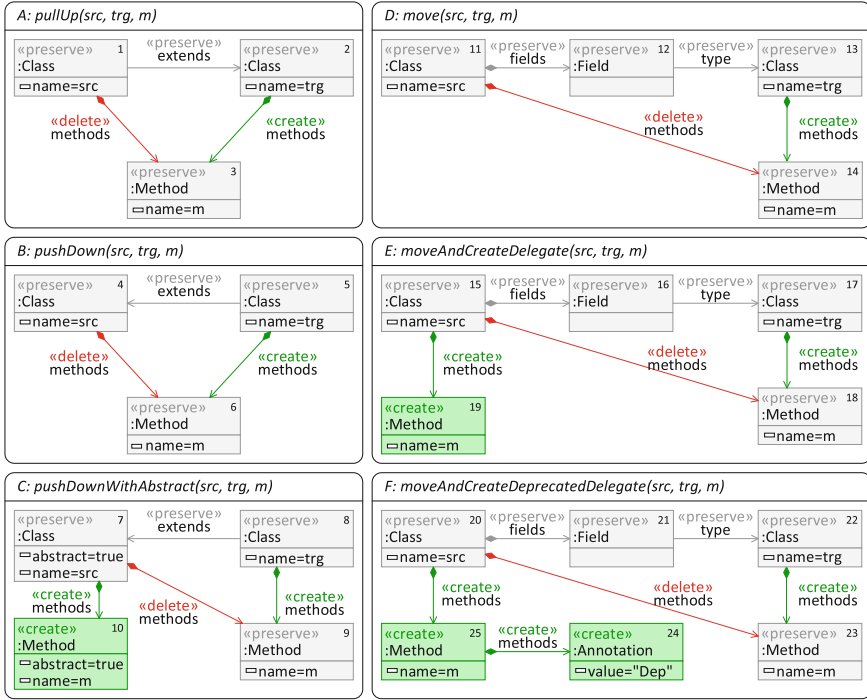 A: pullUp(src, trg, m)
«preserve» 1
:Class
name=src
«preserve»
extends
«preserve» 2
:Class
name=trg
«delete»
methods
«create»
methods
«preserve» 3
:Method
name=m
D: move(src, trg, m)
«preserve» 11
:Class
name=src
«preserve»
fields
«preserve» 12
:Field
«preserve»
type
«preserve» 13
:Class
name=trg
«delete»
methods
«create»
methods
«preserve» 14
:Method
name=m
B: pushDown(src, trg, m)
«preserve» 4
:Class
name=src
«preserve»
extends
«preserve» 5
:Class
name=trg
«delete»
methods
«create»
methods
«preserve» 6
:Method
name=m
E: moveAndCreateDelegate(src, trg, m)
«preserve» 15
:Class
name=src
«preserve»
fields
«preserve» 16
:Field
«preserve»
type
«preserve» 17
:Class
name=trg
«create»
methods
«delete»
methods
«create»
methods
«create» 19
:Method
name=m
«preserve» 18
:Method
name=m
C: pushDownWithAbstract(src, trg, m)
«preserve» 7
:Class
abstract=true
name=src
«preserve»
extends
«preserve» 8
:Class
name=trg
«create»
methods
«delete»
methods
«create»
methods
«create» 10
:Method
abstract=true
name=m
«preserve» 9
:Method
name=m
F: moveAndCreateDeprecatedDelegate(src, trg, m)
«preserve» 20
:Class
name=src
«preserve»
fields
«preserve» 21
:Field
«preserve»
type
«preserve» 22
:Class
name=trg
«create»
methods
«delete»
methods
«create»
methods
«create» 25
:Method
name=m
«create»
methods
«create» 24
:Annotation
value="Dep"
«preserve» 23
:Method
name=m